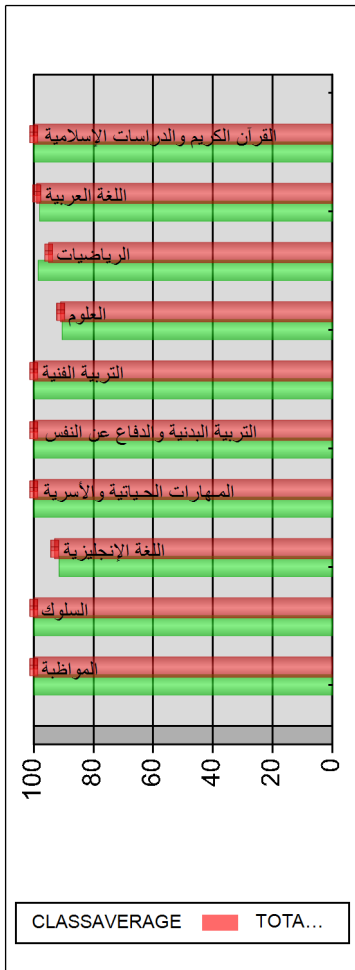 القرآن الكريم والدراسات الإسلامية
اللغة العربية
الرياضيات
العلوم
التربية الفنية
التربية البدنية والدفاع عن النفس
المهارات الحياتية والأسرية
اللغة الإنجليزية
السلوك
المواظبة
100 80 60 40 20 0
CLASSAVERAGE TOTA...